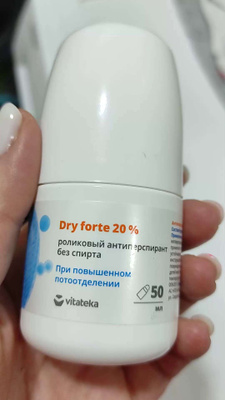 Dry forte 20 %
роликовый антиперспирант
без спирта
При повышенном
потоотделении
50
мл
vitateka